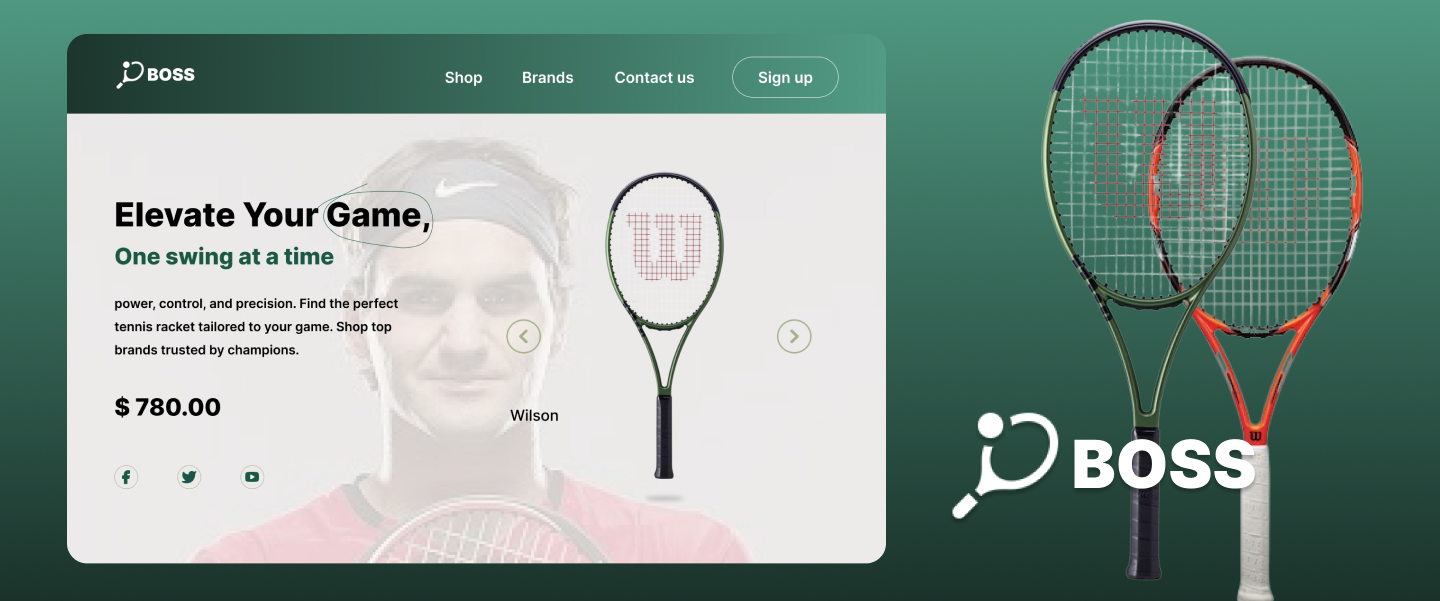 BOSS
Shop
Brands
Contact us
Sign up
Elevate Your Game,
One swing at a time
power, control, and precision. Find the perfect
tennis racket tailored to your game. Shop top
brands trusted by champions.
$ 780.00
Wilson
W
BOSS
W